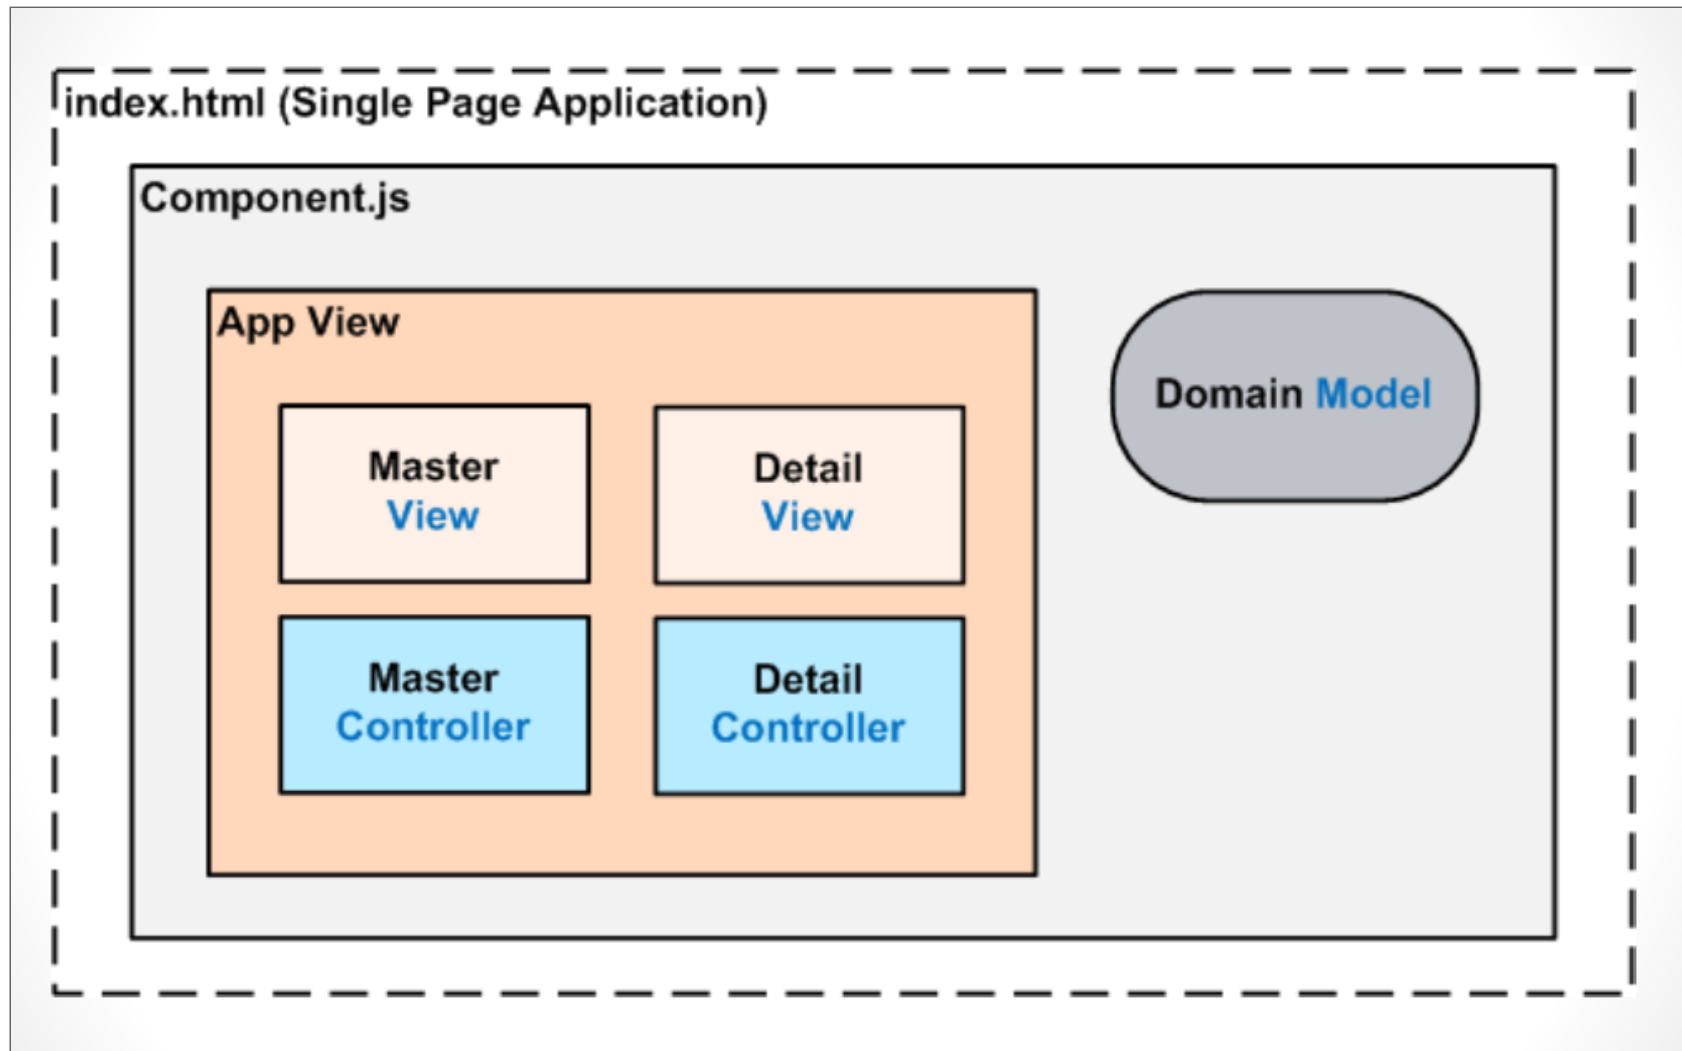 index.html (Single Page Application)
Component.js
App View
Domain Model
Master
View
Detail
View
Master
Controller
Detail
Controller